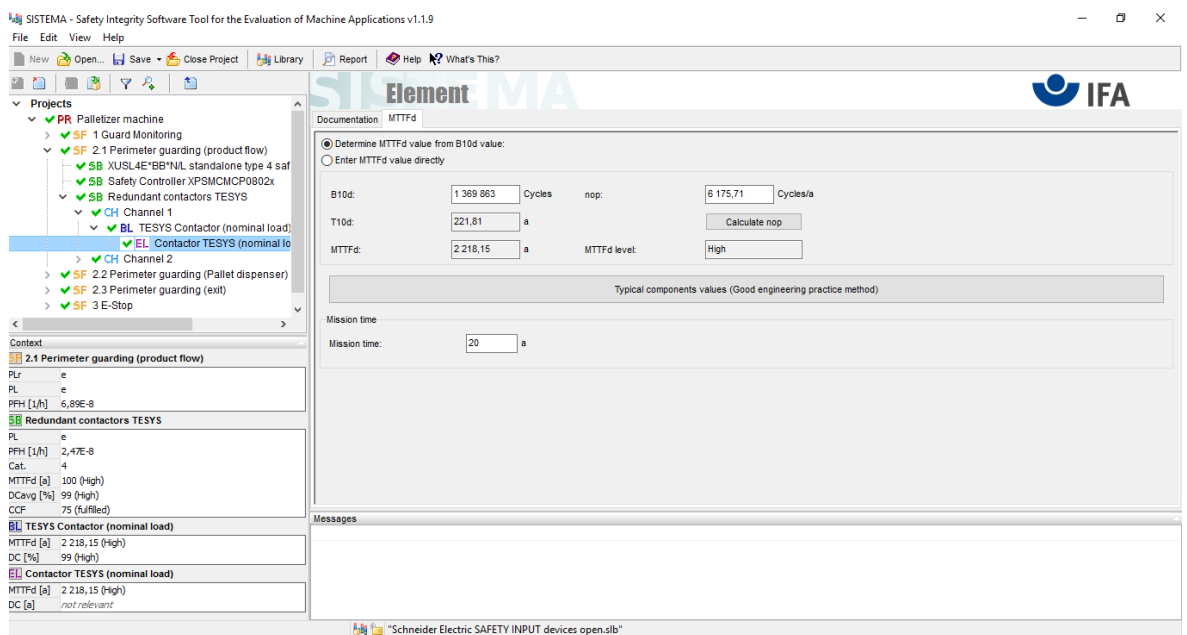 SISTEMA - Safety Integrity Software Tool for the Evaluation of Machine Applications v1.1.9
File Edit View Help
New Open... Save Close Project Library Report Help What's This?
SISTEMA
Element
IFA
Projects
PR Palletizer machine
SF 1 Guard Monitoring
SF 2.1 Perimeter guarding (product flow)
SB XUSL4E*BB*N/L standalone type 4 saf
SB Safety Controller XPSMCMCP0802x
SB Redundant contactors TESYS
CH Channel 1
BL TESYS Contactor (nominal load)
EL Contactor TESYS (nominal lo
CH Channel 2
SF 2.2 Perimeter guarding (Pallet dispenser)
SF 2.3 Perimeter guarding (exit)
SF 3 E-Stop
Context
SF 2.1 Perimeter guarding (product flow)
PLr e
PL e
PFH [1/h] 6,89E-8
SB Redundant contactors TESYS
PL e
PFH [1/h] 2,47E-8
Cat. 4
MTTFd [a] 100 (High)
DCavg [%] 99 (High)
CCF 75 (fulfilled)
BL TESYS Contactor (nominal load)
MTTFd [a] 2 218,15 (High)
DC [%] 99 (High)
EL Contactor TESYS (nominal load)
MTTFd [a] 2 218,15 (High)
DC [a] not relevant
Documentation MTTFd
Determine MTTFd value from B10d value:
Enter MTTFd value directly
B10d: 1 369 863 Cycles nop: 6 175,71 Cycles/a
T10d: 221,81 a Calculate nop
MTTFd: 2 218,15 a MTTFd level: High
Typical components values (Good engineering practice method)
Mission time
Mission time: 20 a
Messages
"Schneider Electric SAFETY INPUT devices open.slb"